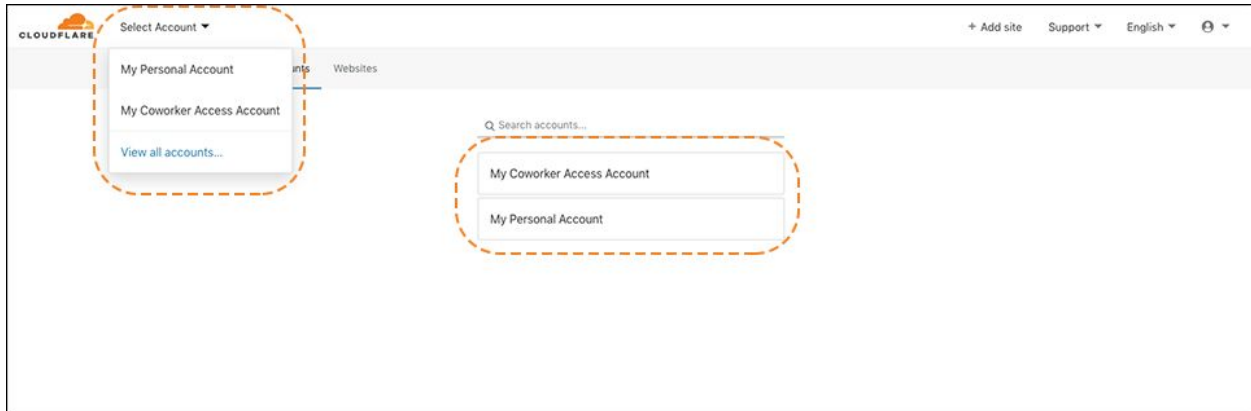 CLOUDFLARE
Select Account
+ Add site
Support
English
My Personal Account
My Coworker Access Account
View all accounts...
Websites
Search accounts...
My Coworker Access Account
My Personal Account